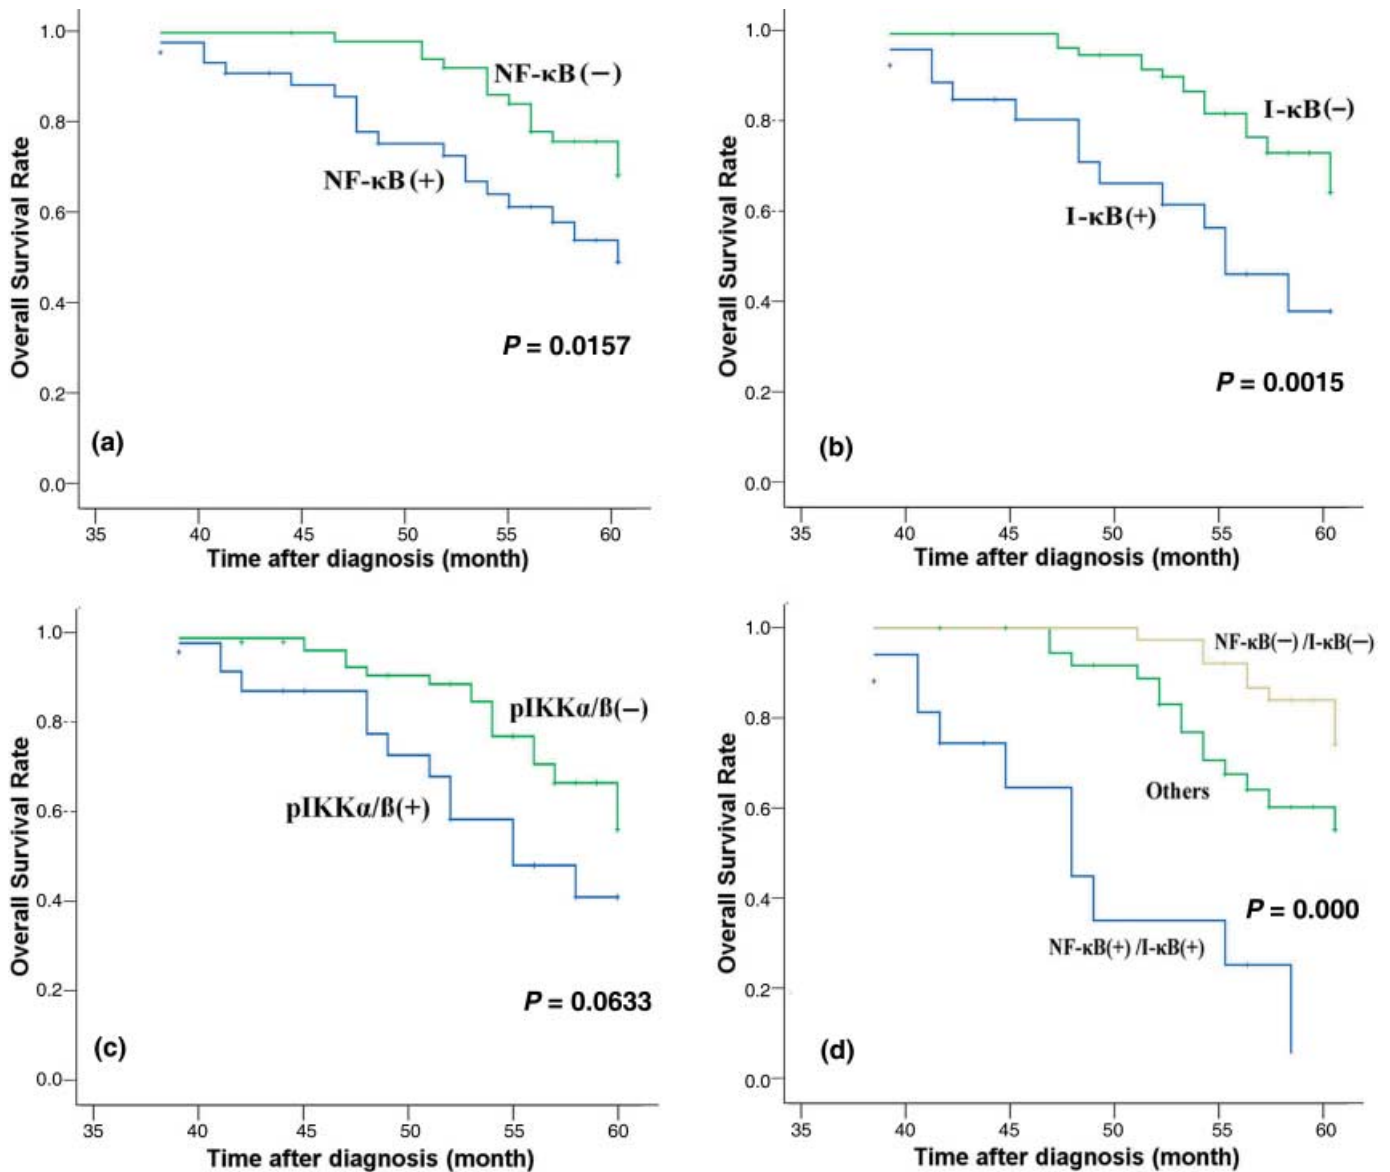 1.0
0.8
0.6
0.4
0.2
0.0
Overall Survival Rate
NF-κB(−)
NF-κB(+)
P = 0.0157
(a)
35 40 45 50 55 60
Time after diagnosis (month)
1.0
0.8
0.6
0.4
0.2
0.0
Overall Survival Rate
I-κB(−)
I-κB(+)
P = 0.0015
(b)
35 40 45 50 55 60
Time after diagnosis (month)
1.0
0.8
0.6
0.4
0.2
0.0
Overall Survival Rate
pIKKα/ß(−)
pIKKα/ß(+)
P = 0.0633
(c)
35 40 45 50 55 60
Time after diagnosis (month)
1.0
0.8
0.6
0.4
0.2
0.0
Overall Survival Rate
NF-κB(−) /I-κB(−)
Others
P = 0.000
NF-κB(+) /I-κB(+)
(d)
35 40 45 50 55 60
Time after diagnosis (month)